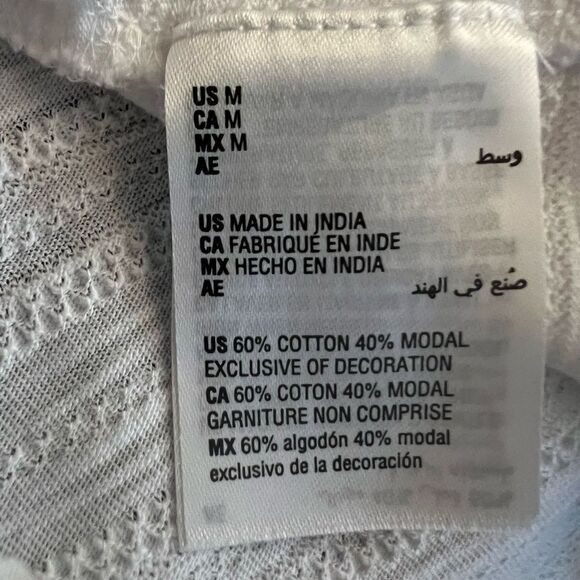 US M
CA M
MX M
AE وسط
US MADE IN INDIA
CA FABRIQUÉ EN INDE
MX HECHO EN INDIA
AE صُنع في الهند
US 60% COTTON 40% MODAL
EXCLUSIVE OF DECORATION
CA 60% COTON 40% MODAL
GARNITURE NON COMPRISE
MX 60% algodón 40% modal
exclusivo de la decoración